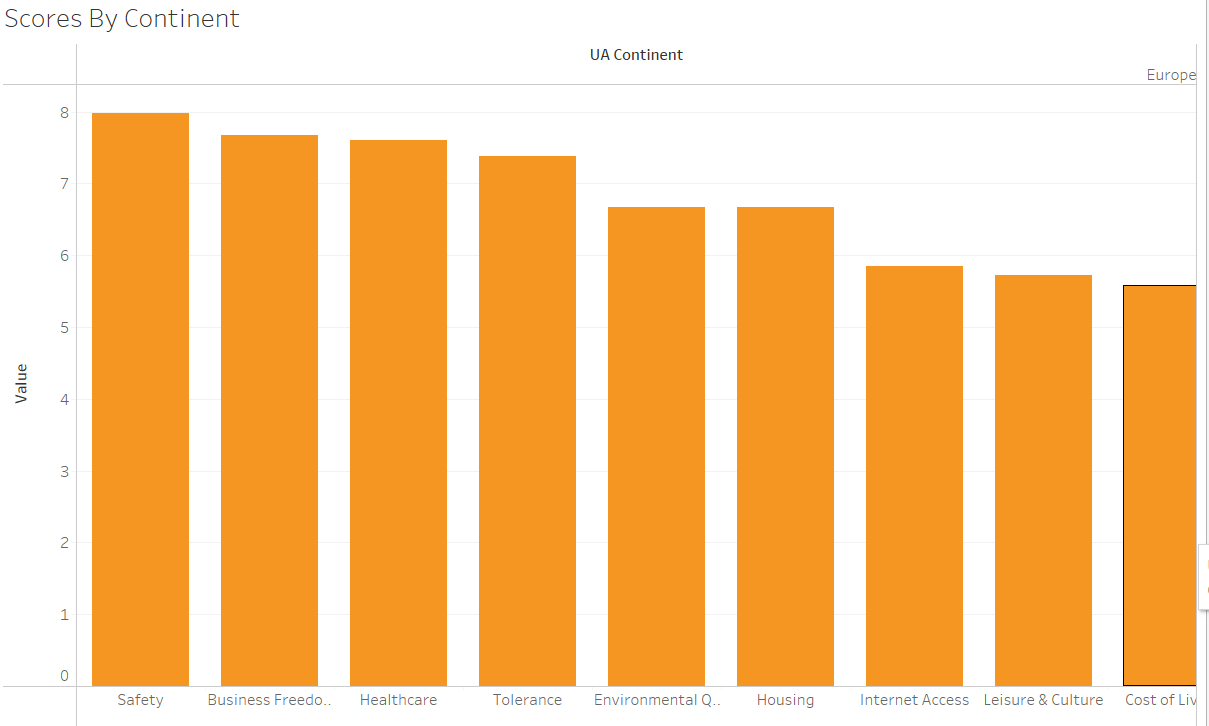 Scores By Continent
UA Continent
Europe
8
7
6
5
4
3
2
1
0
Value
Safety
Business Freedo..
Healthcare
Tolerance
Environmental Q..
Housing
Internet Access
Leisure & Culture
Cost of Liv